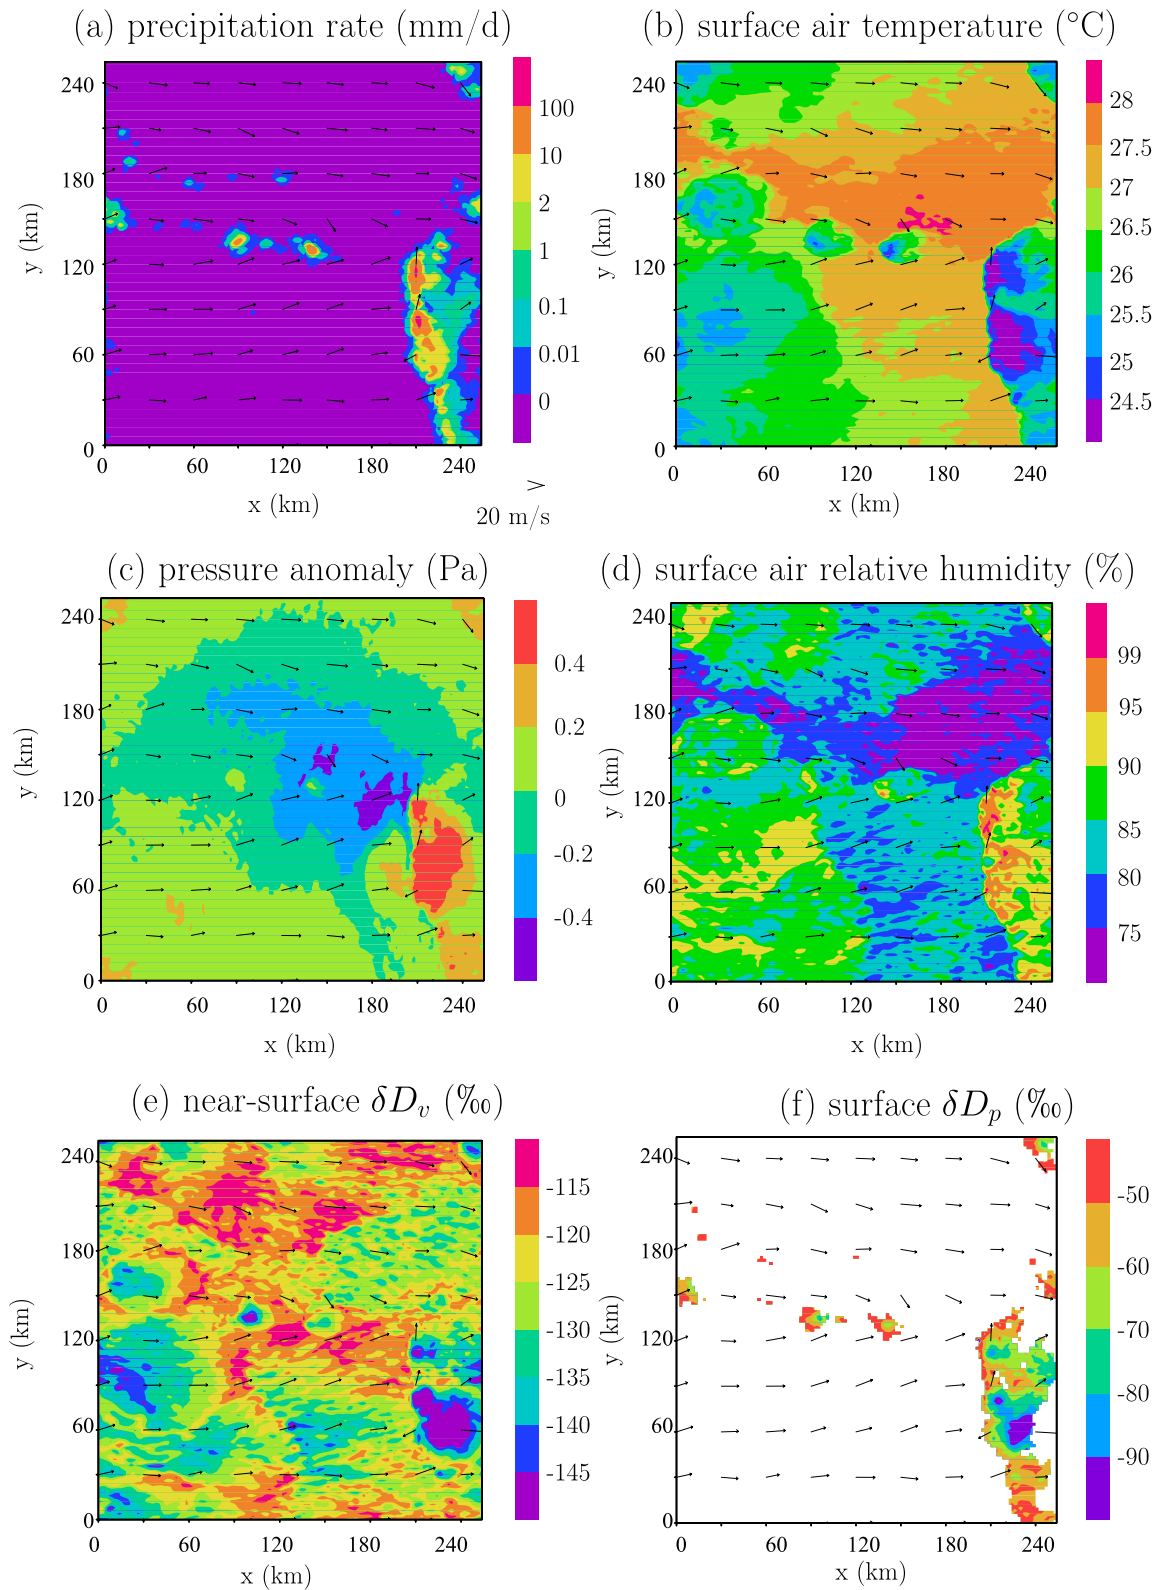 (a) precipitation rate (mm/d)
240
180
120
60
0
0 60 120 180 240
y (km)
x (km)
100
10
2
1
0.1
0.01
0
>
20 m/s
(b) surface air temperature (°C)
240
180
120
60
0
0 60 120 180 240
y (km)
x (km)
28
27.5
27
26.5
26
25.5
25
24.5
(c) pressure anomaly (Pa)
240
180
120
60
0
0 60 120 180 240
y (km)
x (km)
0.4
0.2
0
-0.2
-0.4
(d) surface air relative humidity (%)
240
180
120
60
0
0 60 120 180 240
y (km)
x (km)
99
95
90
85
80
75
(e) near-surface δDv (‰)
240
180
120
60
0
0 60 120 180 240
y (km)
x (km)
-115
-120
-125
-130
-135
-140
-145
(f) surface δDp (‰)
240
180
120
60
0
0 60 120 180 240
y (km)
x (km)
-50
-60
-70
-80
-90